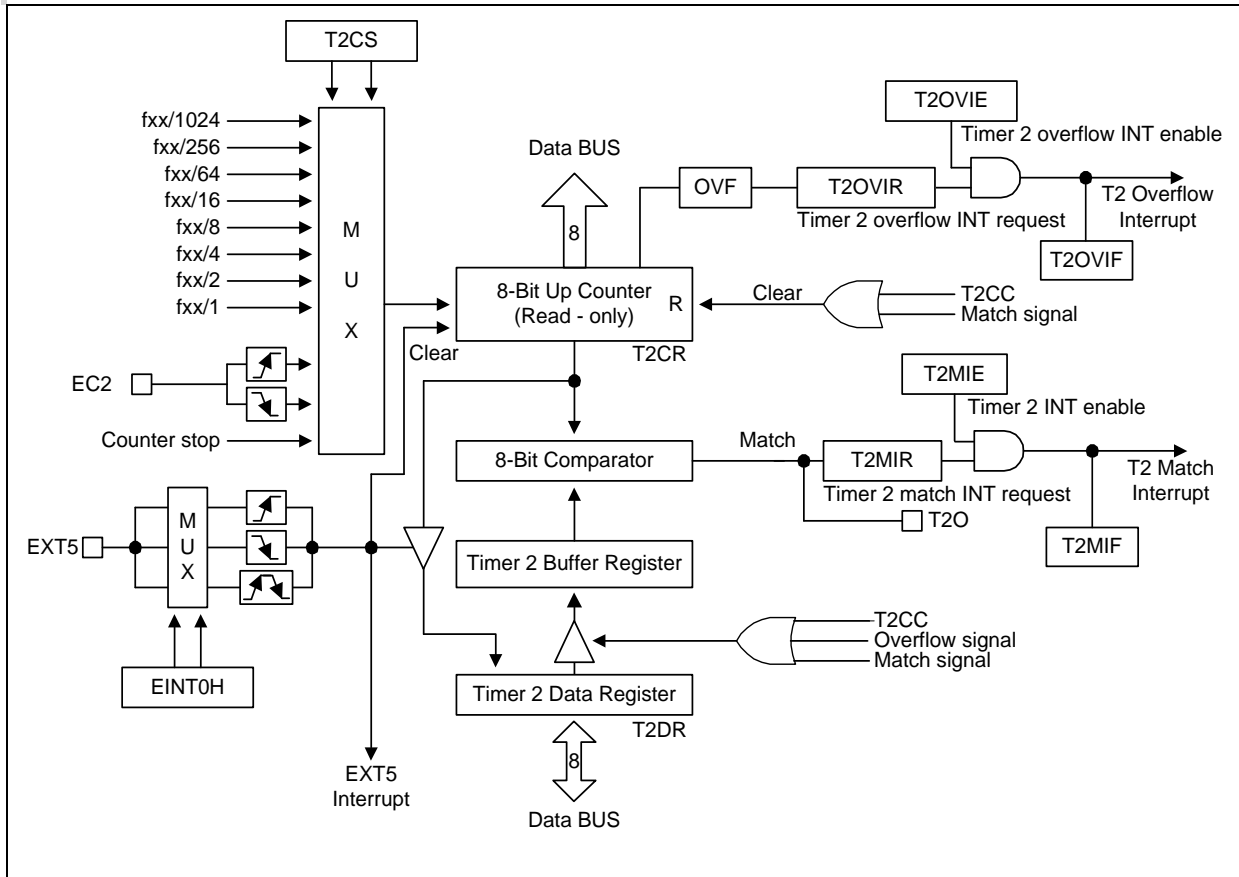 T2CS
fxx/1024
fxx/256
fxx/64
fxx/16
fxx/8
fxx/4
fxx/2
fxx/1
M
U
X
EC2
Counter stop
Data BUS
8
8-Bit Up Counter
(Read - only)
R
T2CR
Clear
OVF
T2OVIR
Timer 2 overflow INT request
T2OVIE
Timer 2 overflow INT enable
T2 Overflow
Interrupt
T2OVIF
Clear
T2CC
Match signal
8-Bit Comparator
Match
T2MIR
Timer 2 match INT request
T2O
T2MIE
Timer 2 INT enable
T2 Match
Interrupt
T2MIF
EXT5
M
U
X
EINT0H
EXT5
Interrupt
Timer 2 Buffer Register
T2CC
Overflow signal
Match signal
Timer 2 Data Register
T2DR
8
Data BUS